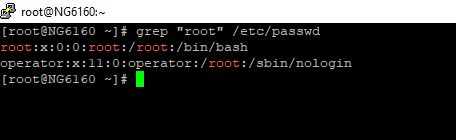 root@NG6160:~
[root@NG6160 ~]# grep "root" /etc/passwd
root:x:0:0:root:/root:/bin/bash
operator:x:11:0:operator:/root:/sbin/nologin
[root@NG6160 ~]#